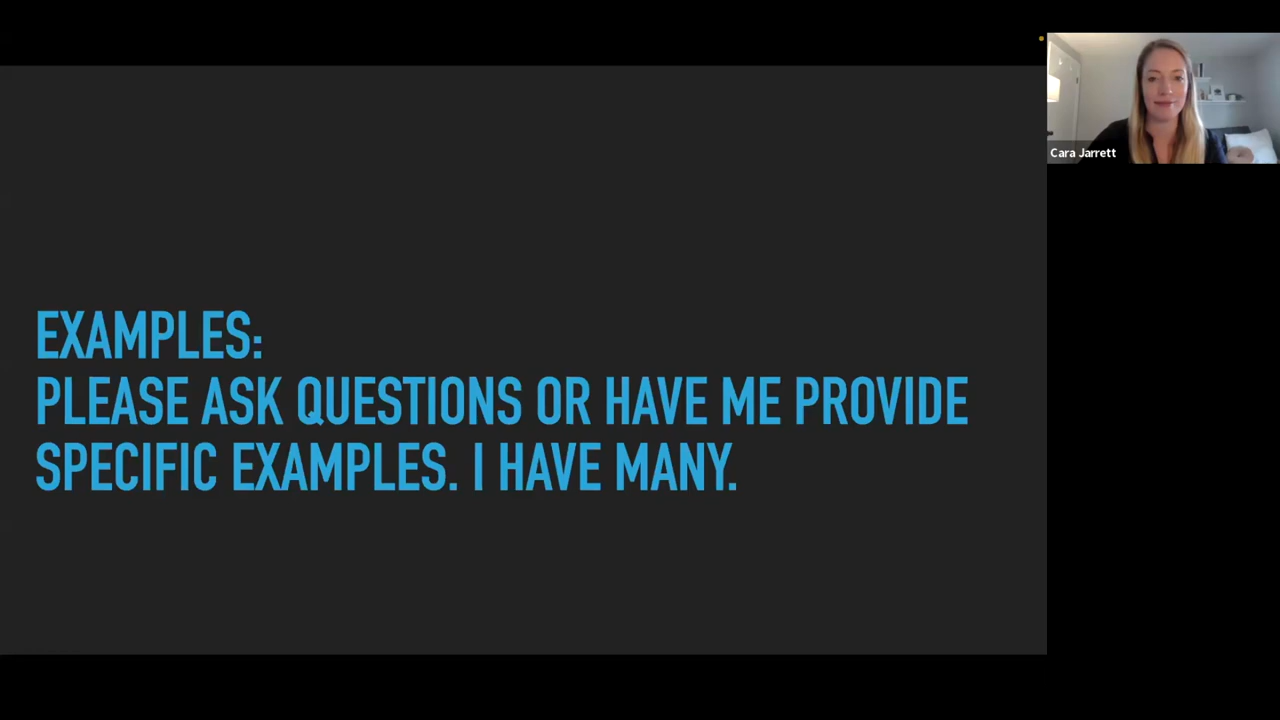 EXAMPLES:
PLEASE ASK QUESTIONS OR HAVE ME PROVIDE
SPECIFIC EXAMPLES. I HAVE MANY.
Cara Jarrett